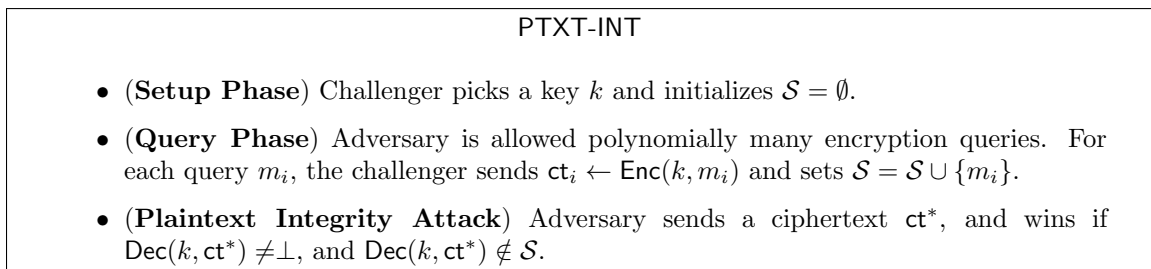 PTXT-INT
• (Setup Phase) Challenger picks a key k and initializes 𝒮 = ∅.
• (Query Phase) Adversary is allowed polynomially many encryption queries. For
each query mᵢ, the challenger sends ctᵢ ← Enc(k, mᵢ) and sets 𝒮 = 𝒮 ∪ {mᵢ}.
• (Plaintext Integrity Attack) Adversary sends a ciphertext ct*, and wins if
Dec(k, ct*) ≠⊥, and Dec(k, ct*) ∉ 𝒮.